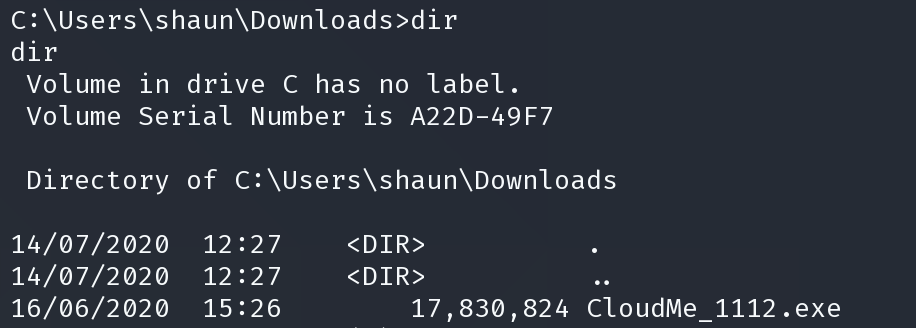 C:\Users\shaun\Downloads>dir
dir
 Volume in drive C has no label.
 Volume Serial Number is A22D-49F7

 Directory of C:\Users\shaun\Downloads

14/07/2020  12:27    <DIR>          .
14/07/2020  12:27    <DIR>          ..
16/06/2020  15:26        17,830,824 CloudMe_1112.exe